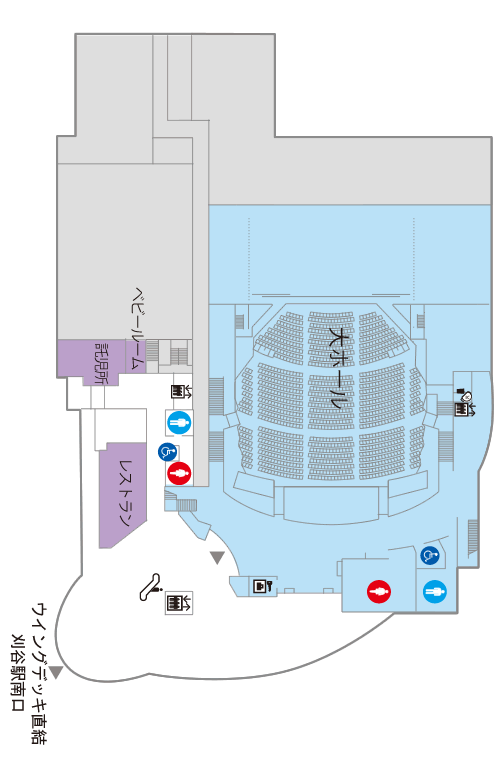 大ホール
ベビールーム
託児所
レストラン
ウイングデッキ直結
刈谷駅南口